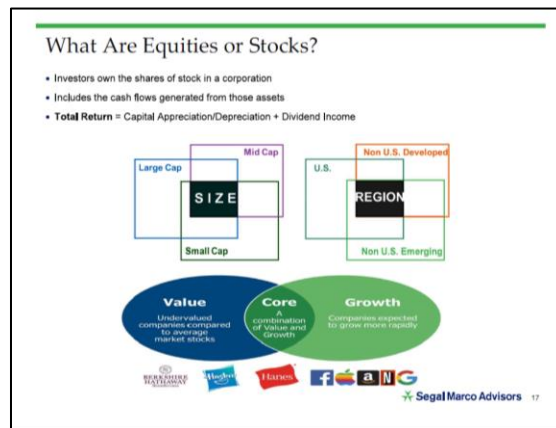 What Are Equities or Stocks?
• Investors own the shares of stock in a corporation
• Includes the cash flows generated from those assets
• Total Return = Capital Appreciation/Depreciation + Dividend Income
Mid Cap
Large Cap
SIZE
Small Cap
Non U.S. Developed
U.S.
REGION
Non U.S. Emerging
Value
Undervalued
companies compared
to average
market stocks
Core
A
combination
of Value and
Growth
Growth
Companies expected
to grow more rapidly
BERKSHIRE
HATHAWAY
Hasbro
Hanes
f a N G
Segal Marco Advisors 17